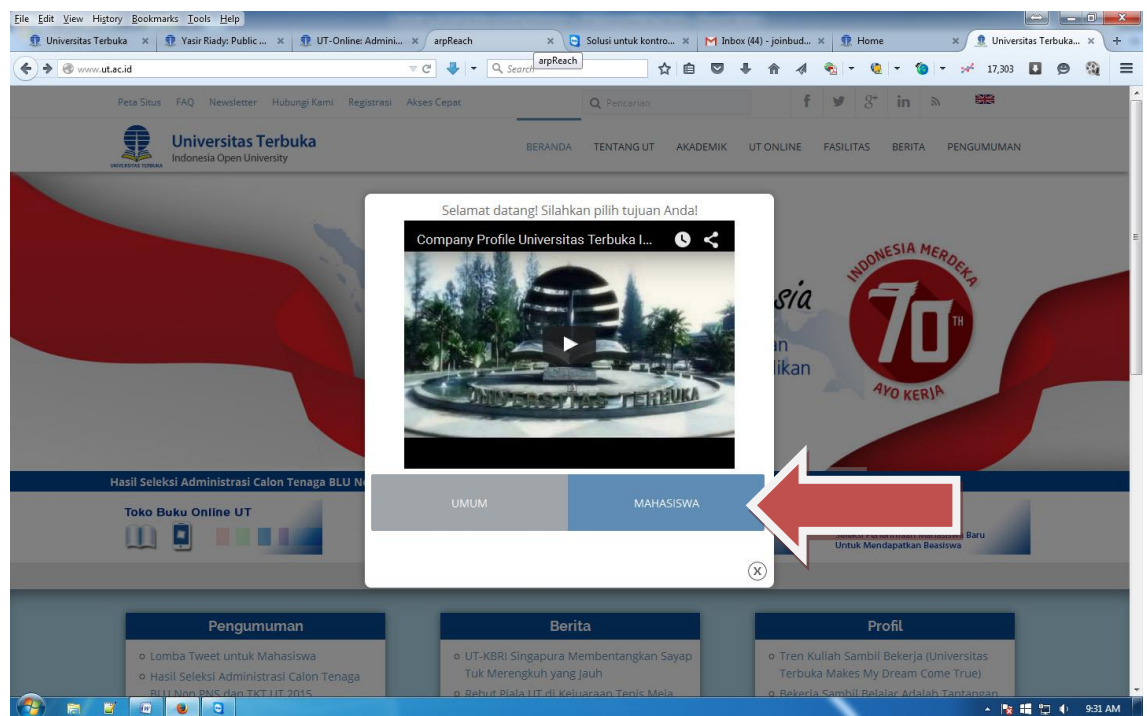 File Edit View History Bookmarks Tools Help
Universitas Terbuka
Yasir Riady: Public ...
UT-Online: Admini...
arpReach
Solusi untuk kontro...
Inbox (44) - joinbud...
Home
Universitas Terbuka...
www.ut.ac.id
Search
arpReach
17,303
Peta Situs FAQ Newsletter Hubungi Kami Registrasi Akses Cepat
Pencarian
Universitas Terbuka
Indonesia Open University
UNIVERSITAS TERBUKA
BERANDA TENTANG UT AKADEMIK UT ONLINE FASILITAS BERITA PENGUMUMAN
Selamat datang! Silahkan pilih tujuan Anda!
Company Profile Universitas Terbuka I...
UNIVERSITAS TERBUKA
INDONESIA MERDEKA
70TH
AYO KERJA
Hasil Seleksi Administrasi Calon Tenaga BLU
UMUM
MAHASISWA
Toko Buku Online UT
Baru
Untuk Mendapatkan Beasiswa
Pengumuman
Lomba Tweet untuk Mahasiswa
Hasil Seleksi Administrasi Calon Tenaga
BLU Non PNS dan TKT UT 2015
Berita
UT-KBRI Singapura Membentangkan Sayap
Tuk Merengkuh yang Jauh
Rebut Piala UT di Kejuaraan Tenis Meja
Profil
Tren Kuliah Sambil Bekerja (Universitas
Terbuka Makes My Dream Come True)
Bekerja Sambil Belajar Adalah Tantangan
9:31 AM